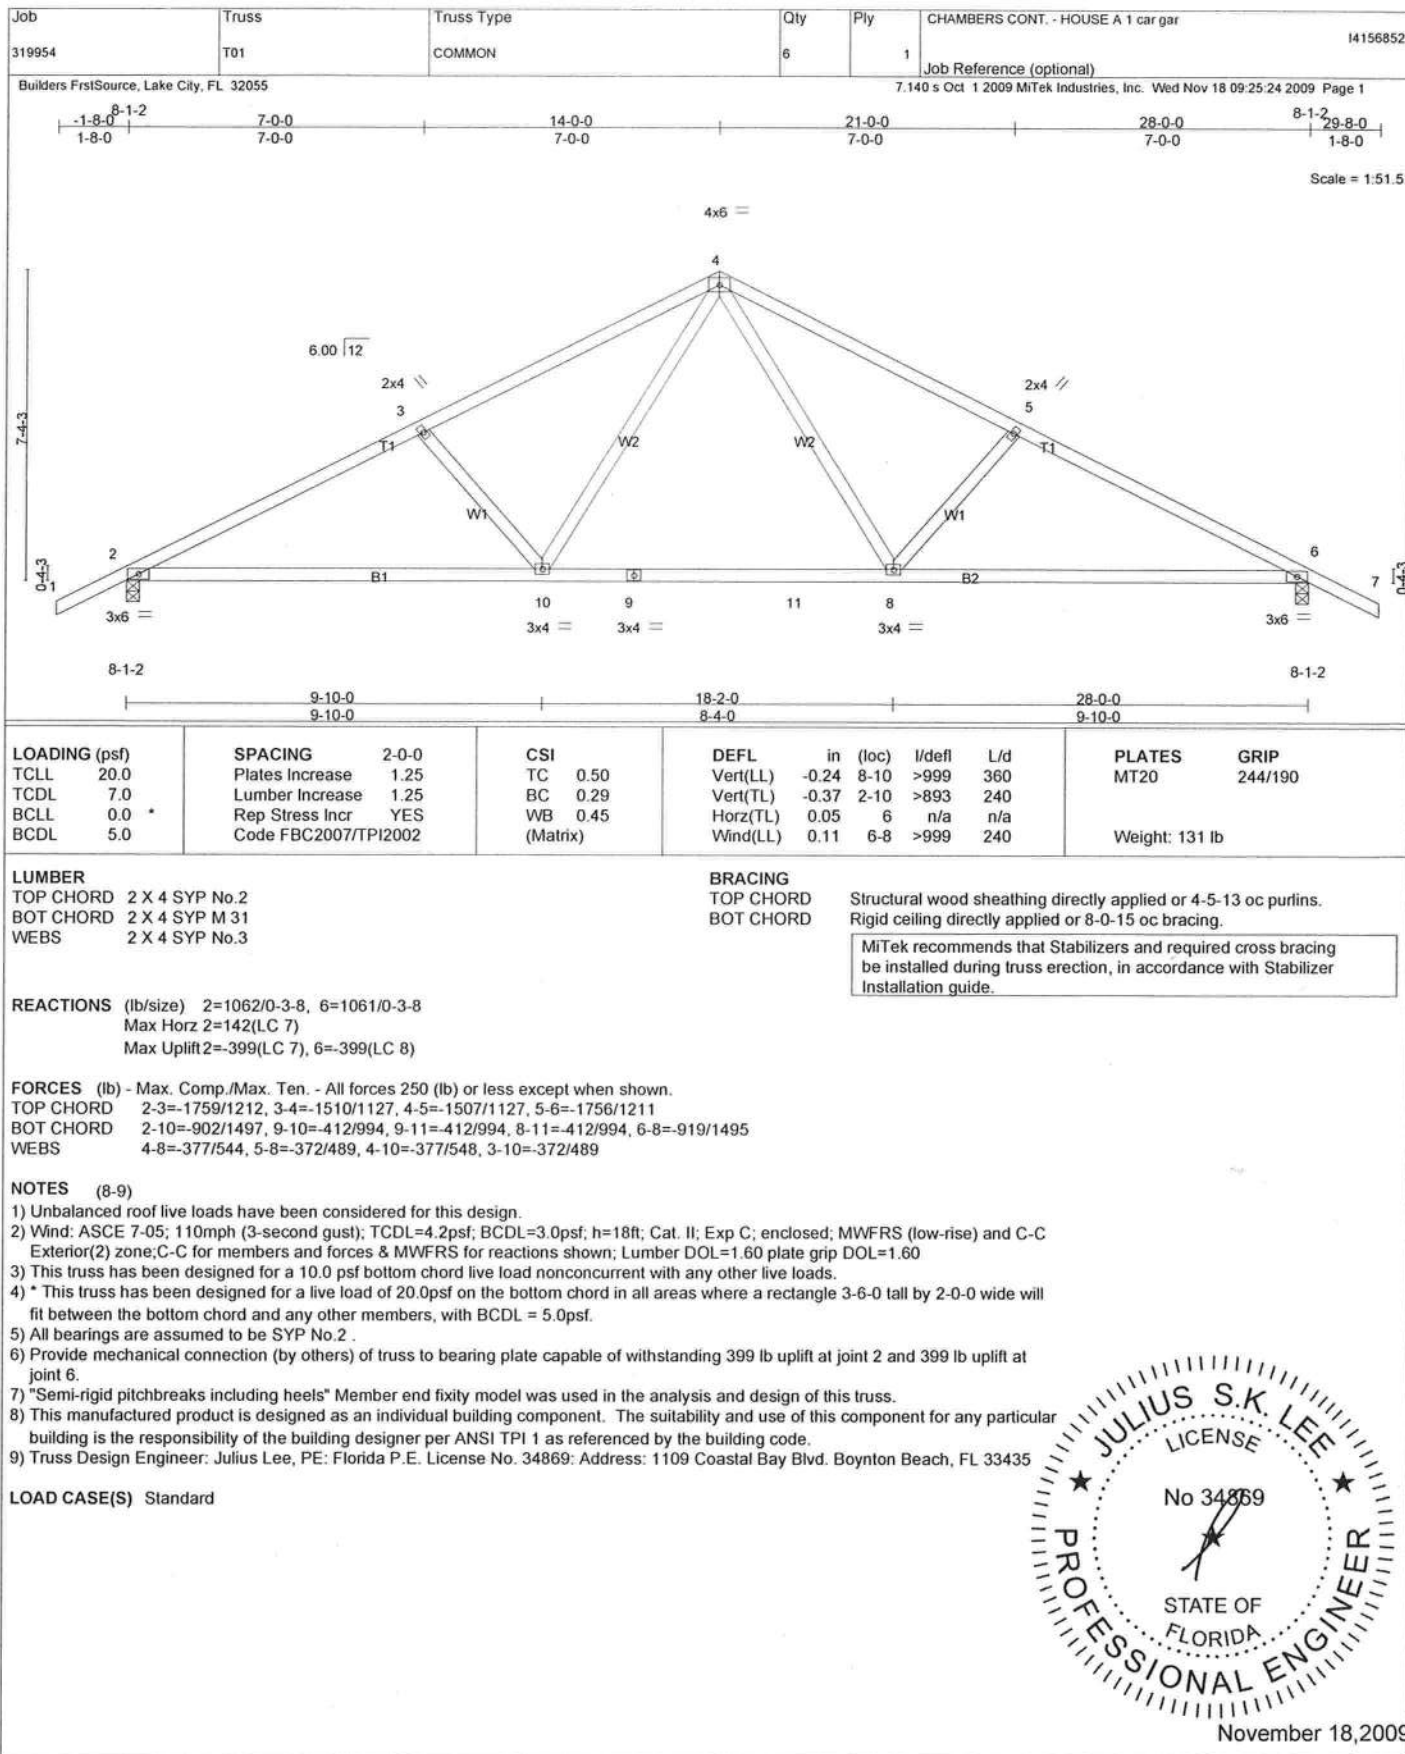 Job Truss Truss Type Qty Ply CHAMBERS CONT. - HOUSE A 1 car gar
I4156852
319954 T01 COMMON 6 1
Job Reference (optional)
Builders FrstSource, Lake City, FL 32055 7.140 s Oct 1 2009 MiTek Industries, Inc. Wed Nov 18 09:25:24 2009 Page 1
8-1-2 8-1-2
-1-8-0 7-0-0 14-0-0 21-0-0 28-0-0 29-8-0
1-8-0 7-0-0 7-0-0 7-0-0 7-0-0 1-8-0
Scale = 1:51.5
4x6 =
4
6.00 12
2x4 \\ 2x4 //
3 5
7-4-3
T1 W2 W2 T1
W1 W1
2 6
0-4-3 1 B1 B2 7 0-4-3
10 9 11 8
3x6 = 3x4 = 3x4 = 3x4 = 3x6 =
8-1-2 8-1-2
9-10-0 18-2-0 28-0-0
9-10-0 8-4-0 9-10-0
LOADING (psf) SPACING 2-0-0 CSI DEFL in (loc) l/defl L/d PLATES GRIP
TCLL 20.0 Plates Increase 1.25 TC 0.50 Vert(LL) -0.24 8-10 >999 360 MT20 244/190
TCDL 7.0 Lumber Increase 1.25 BC 0.29 Vert(TL) -0.37 2-10 >893 240
BCLL 0.0 * Rep Stress Incr YES WB 0.45 Horz(TL) 0.05 6 n/a n/a
BCDL 5.0 Code FBC2007/TPI2002 (Matrix) Wind(LL) 0.11 6-8 >999 240 Weight: 131 lb
LUMBER
TOP CHORD 2 X 4 SYP No.2
BOT CHORD 2 X 4 SYP M 31
WEBS 2 X 4 SYP No.3
BRACING
TOP CHORD Structural wood sheathing directly applied or 4-5-13 oc purlins.
BOT CHORD Rigid ceiling directly applied or 8-0-15 oc bracing.
MiTek recommends that Stabilizers and required cross bracing
be installed during truss erection, in accordance with Stabilizer
Installation guide.
REACTIONS (lb/size) 2=1062/0-3-8, 6=1061/0-3-8
Max Horz 2=142(LC 7)
Max Uplift2=-399(LC 7), 6=-399(LC 8)
FORCES (lb) - Max. Comp./Max. Ten. - All forces 250 (lb) or less except when shown.
TOP CHORD 2-3=-1759/1212, 3-4=-1510/1127, 4-5=-1507/1127, 5-6=-1756/1211
BOT CHORD 2-10=-902/1497, 9-10=-412/994, 9-11=-412/994, 8-11=-412/994, 6-8=-919/1495
WEBS 4-8=-377/544, 5-8=-372/489, 4-10=-377/548, 3-10=-372/489
NOTES (8-9)
1) Unbalanced roof live loads have been considered for this design.
2) Wind: ASCE 7-05; 110mph (3-second gust); TCDL=4.2psf; BCDL=3.0psf; h=18ft; Cat. II; Exp C; enclosed; MWFRS (low-rise) and C-C
Exterior(2) zone;C-C for members and forces & MWFRS for reactions shown; Lumber DOL=1.60 plate grip DOL=1.60
3) This truss has been designed for a 10.0 psf bottom chord live load nonconcurrent with any other live loads.
4) * This truss has been designed for a live load of 20.0psf on the bottom chord in all areas where a rectangle 3-6-0 tall by 2-0-0 wide will
fit between the bottom chord and any other members, with BCDL = 5.0psf.
5) All bearings are assumed to be SYP No.2 .
6) Provide mechanical connection (by others) of truss to bearing plate capable of withstanding 399 lb uplift at joint 2 and 399 lb uplift at
joint 6.
7) "Semi-rigid pitchbreaks including heels" Member end fixity model was used in the analysis and design of this truss.
8) This manufactured product is designed as an individual building component. The suitability and use of this component for any particular
building is the responsibility of the building designer per ANSI TPI 1 as referenced by the building code.
9) Truss Design Engineer: Julius Lee, PE: Florida P.E. License No. 34869: Address: 1109 Coastal Bay Blvd. Boynton Beach, FL 33435
LOAD CASE(S) Standard
JULIUS S.K. LEE
LICENSE
No 34869
STATE OF
FLORIDA
PROFESSIONAL ENGINEER
November 18,2009